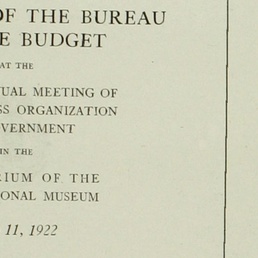 OF THE BUREAU
E BUDGET
AT THE
UAL MEETING OF
SS ORGANIZATION
VERNMENT
IN THE
RIUM OF THE
IONAL MUSEUM
11, 1922